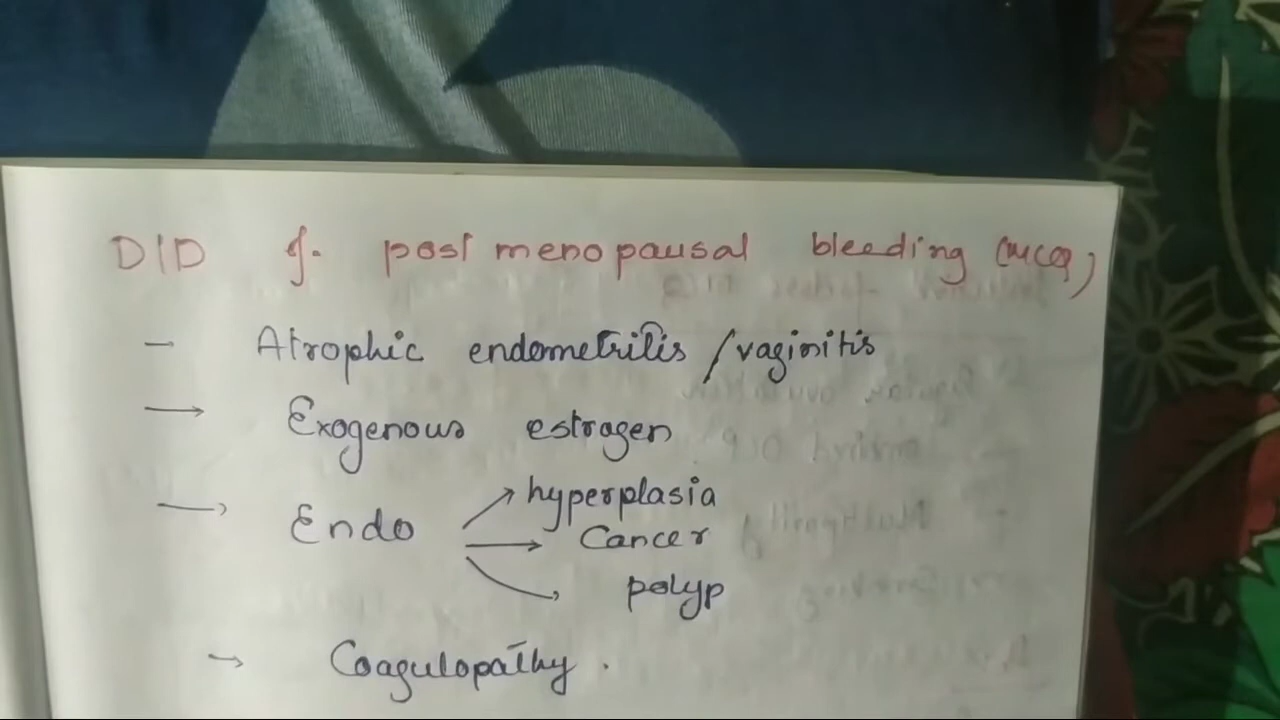 D/D of post menopausal bleeding (MCQ)
- Atrophic endometritis / vaginitis
→ Exogenous estrogen
→ Endo → hyperplasia
→ Cancer
→ polyp
→ Coagulopathy.